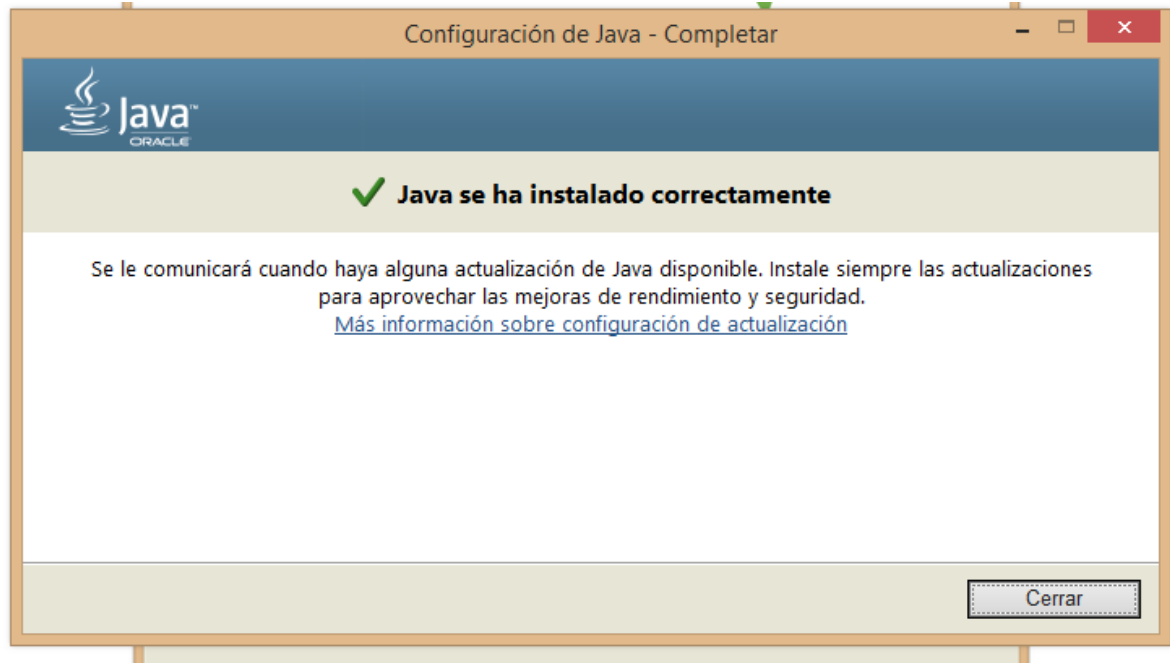 Configuración de Java - Completar
Java™
ORACLE
Java se ha instalado correctamente
Se le comunicará cuando haya alguna actualización de Java disponible. Instale siempre las actualizaciones
para aprovechar las mejoras de rendimiento y seguridad.
Más información sobre configuración de actualización
Cerrar